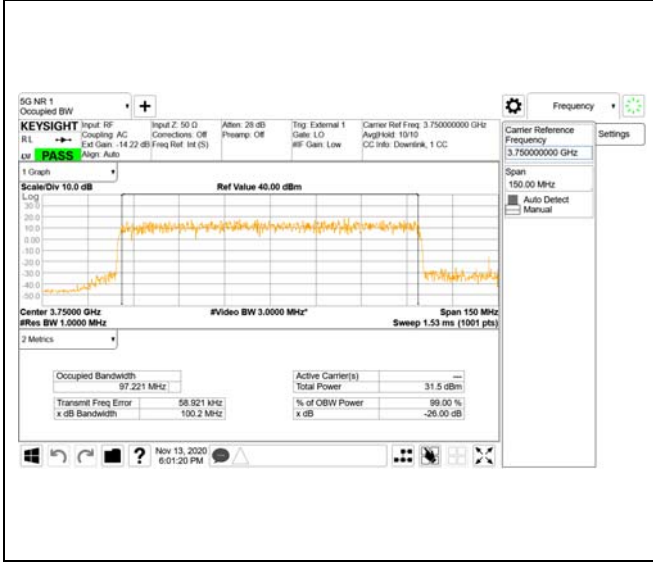 5G NR 1
Occupied BW
+
Frequency
KEYSIGHT
R L
LW PASS
Input: RF
Coupling: AC
Ext Gain: -14.22 dB
Align: Auto
Input Z: 50 Ω
Corrections: Off
Freq Ref: Int (S)
Atten: 28 dB
Preamp: Off
Trig: External 1
Gate: LO
#IF Gain: Low
Carrier Ref Freq: 3.750000000 GHz
Avg|Hold: 10/10
CC Info: Downlink, 1 CC
Carrier Reference
Frequency
3.750000000 GHz
Settings
Span
150.00 MHz
Auto Detect
Manual
1 Graph
Scale/Div 10.0 dB
Ref Value 40.00 dBm
Log
30.0
20.0
10.0
0.00
-10.0
-20.0
-30.0
-40.0
-50.0
Center 3.75000 GHz
#Video BW 3.0000 MHz*
Span 150 MHz
#Res BW 1.0000 MHz
Sweep 1.53 ms (1001 pts)
2 Metrics
Occupied Bandwidth
97.221 MHz
Transmit Freq Error 58.921 kHz
x dB Bandwidth 100.2 MHz
Active Carrier(s) ---
Total Power 31.5 dBm
% of OBW Power 99.00 %
x dB -26.00 dB
?
Nov 13, 2020
6:01:20 PM